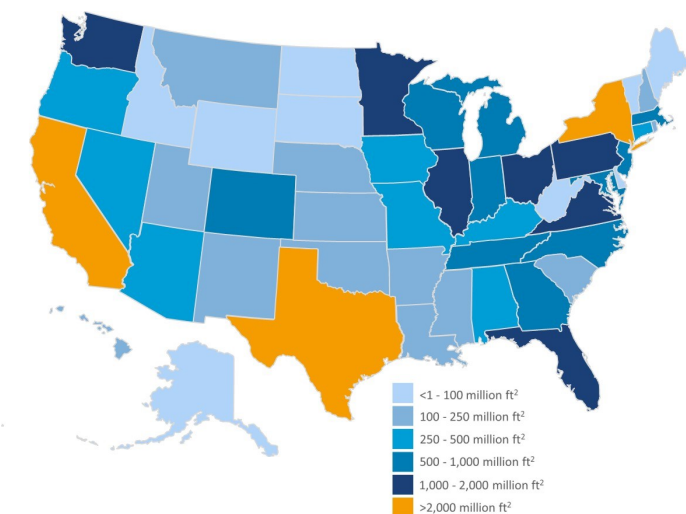 <1 - 100 million ft²
100 - 250 million ft²
250 - 500 million ft²
500 - 1,000 million ft²
1,000 - 2,000 million ft²
>2,000 million ft²